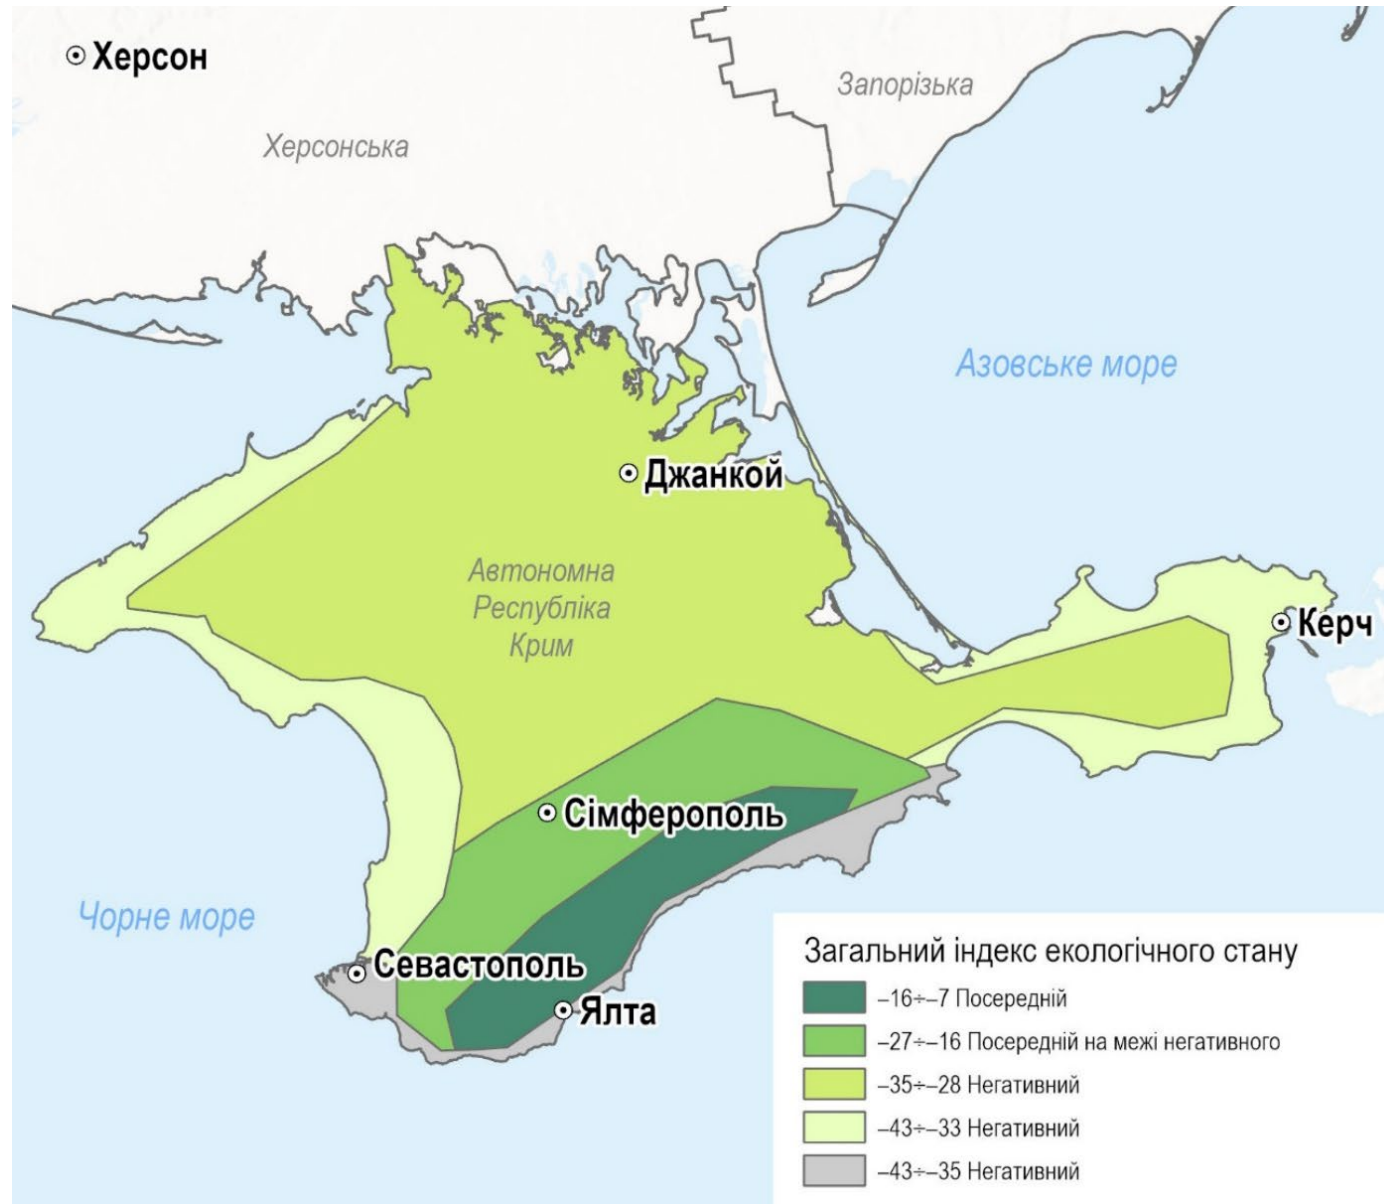 Херсон
Запорізька
Херсонська
Азовське море
Джанкой
Автономна
Республіка
Крим
Керч
Сімферополь
Чорне море
Севастополь
Ялта
Загальний індекс екологічного стану
–16÷–7 Посередній
–27÷–16 Посередній на межі негативного
–35÷–28 Негативний
–43÷–33 Негативний
–43÷–35 Негативний